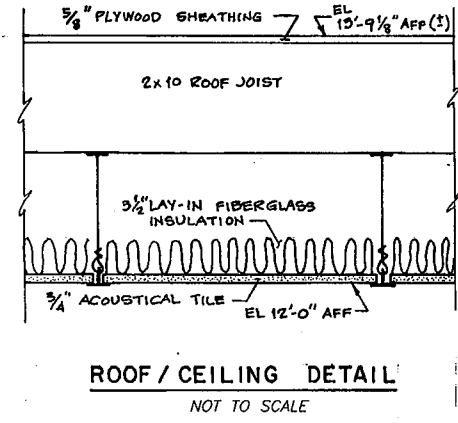 5/8" PLYWOOD SHEATHING
EL
13'-9 1/8" AFF (±)
2x10 ROOF JOIST
3 1/2" LAY-IN FIBERGLASS
INSULATION
3/4" ACOUSTICAL TILE
EL 12'-0" AFF
ROOF / CEILING DETAIL
NOT TO SCALE